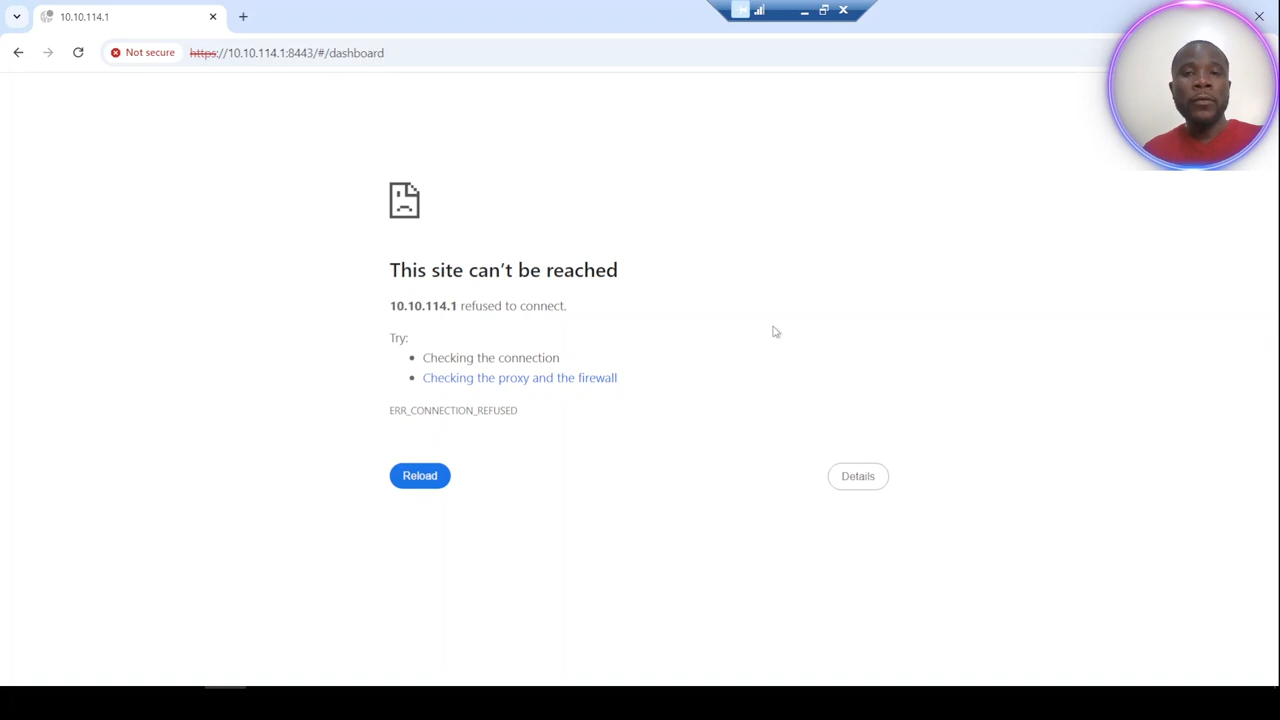 10.10.114.1
Not secure
https://10.10.114.1:8443/#/dashboard
This site can't be reached
10.10.114.1 refused to connect.
Try:
Checking the connection
Checking the proxy and the firewall
ERR_CONNECTION_REFUSED
Reload
Details